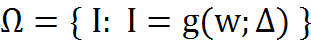 Ω = { I: I = g(w; Δ) }